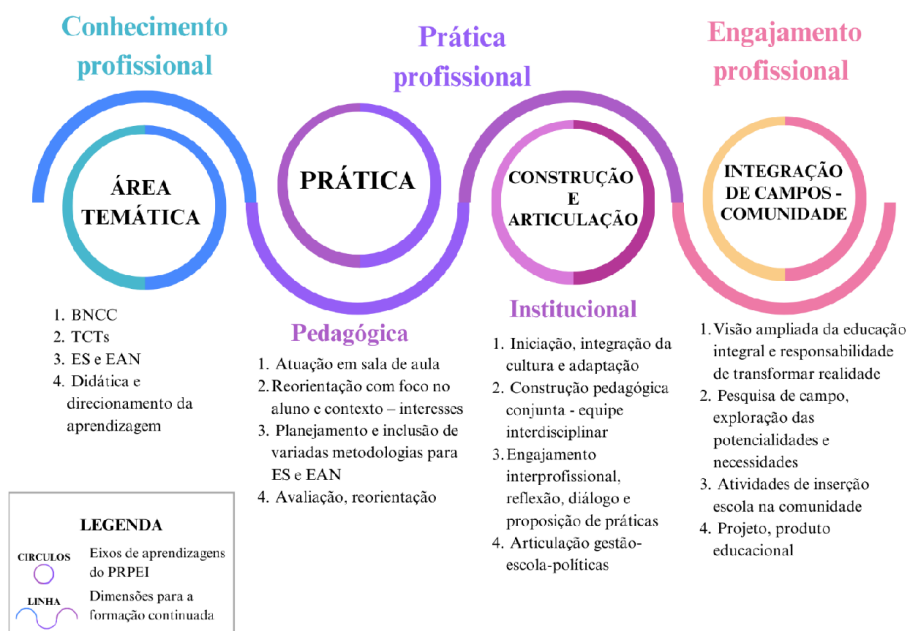 Conhecimento
profissional
Prática
profissional
Engajamento
profissional
ÁREA
TEMÁTICA
1. BNCC
2. TCTs
3. ES e EAN
4. Didática e
direcionamento da
aprendizagem
PRÁTICA
Pedagógica
1. Atuação em sala de aula
2. Reorientação com foco no
aluno e contexto – interesses
3. Planejamento e inclusão de
variadas metodologias para
ES e EAN
4. Avaliação, reorientação
CONSTRUÇÃO
E
ARTICULAÇÃO
Institucional
1. Iniciação, integração da
cultura e adaptação
2. Construção pedagógica
conjunta - equipe
interdisciplinar
3. Engajamento
interprofissional,
reflexão, diálogo e
proposição de práticas
4. Articulação gestão-
escola-políticas
INTEGRAÇÃO
DE CAMPOS -
COMUNIDADE
1. Visão ampliada da educação
integral e responsabilidade
de transformar realidade
2. Pesquisa de campo,
exploração das
potencialidades e
necessidades
3. Atividades de inserção
escola na comunidade
4. Projeto, produto
educacional
LEGENDA
CIRCULOS
Eixos de aprendizagens
do PRPEI
LINHA
Dimensões para a
formação continuada